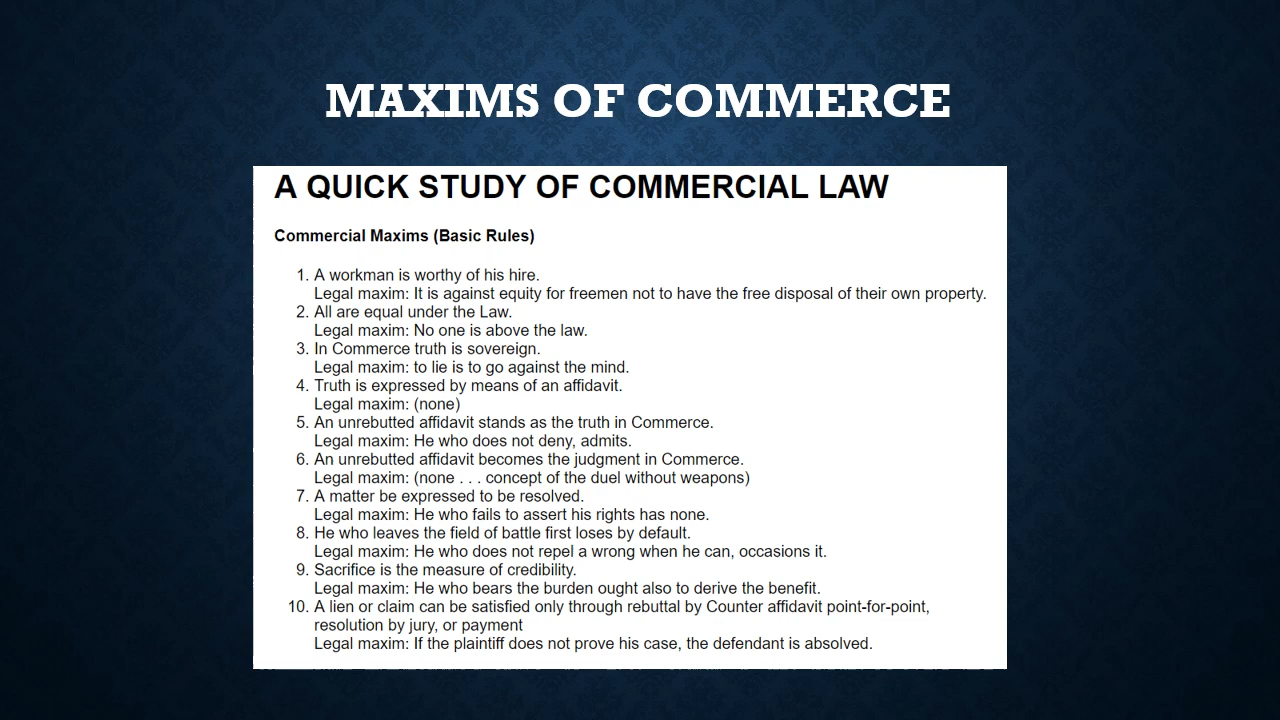 MAXIMS OF COMMERCE
A QUICK STUDY OF COMMERCIAL LAW
Commercial Maxims (Basic Rules)
1. A workman is worthy of his hire.
Legal maxim: It is against equity for freemen not to have the free disposal of their own property.
2. All are equal under the Law.
Legal maxim: No one is above the law.
3. In Commerce truth is sovereign.
Legal maxim: to lie is to go against the mind.
4. Truth is expressed by means of an affidavit.
Legal maxim: (none)
5. An unrebutted affidavit stands as the truth in Commerce.
Legal maxim: He who does not deny, admits.
6. An unrebutted affidavit becomes the judgment in Commerce.
Legal maxim: (none . . . concept of the duel without weapons)
7. A matter be expressed to be resolved.
Legal maxim: He who fails to assert his rights has none.
8. He who leaves the field of battle first loses by default.
Legal maxim: He who does not repel a wrong when he can, occasions it.
9. Sacrifice is the measure of credibility.
Legal maxim: He who bears the burden ought also to derive the benefit.
10. A lien or claim can be satisfied only through rebuttal by Counter affidavit point-for-point,
resolution by jury, or payment
Legal maxim: If the plaintiff does not prove his case, the defendant is absolved.